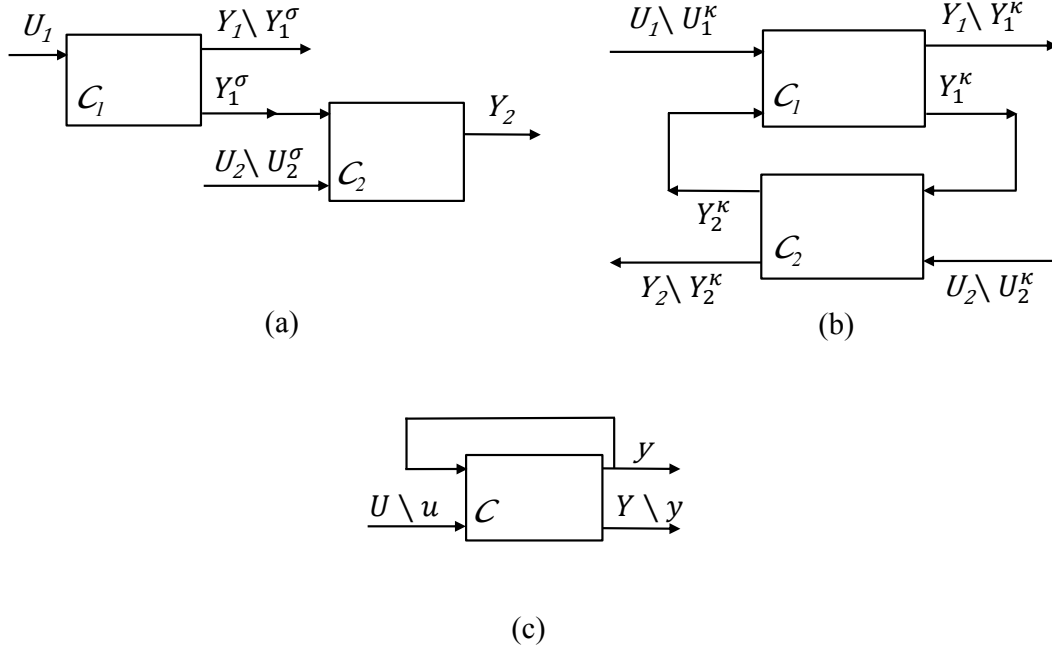 U₁
Y₁ \ Y₁^σ
Y₁^σ
C₁
Y₂
U₂ \ U₂^σ
C₂
(a)
U₁ \ U₁^κ
Y₁ \ Y₁^κ
Y₁^κ
C₁
Y₂^κ
C₂
Y₂ \ Y₂^κ
U₂ \ U₂^κ
(b)
y
U \ u
C
Y \ y
(c)